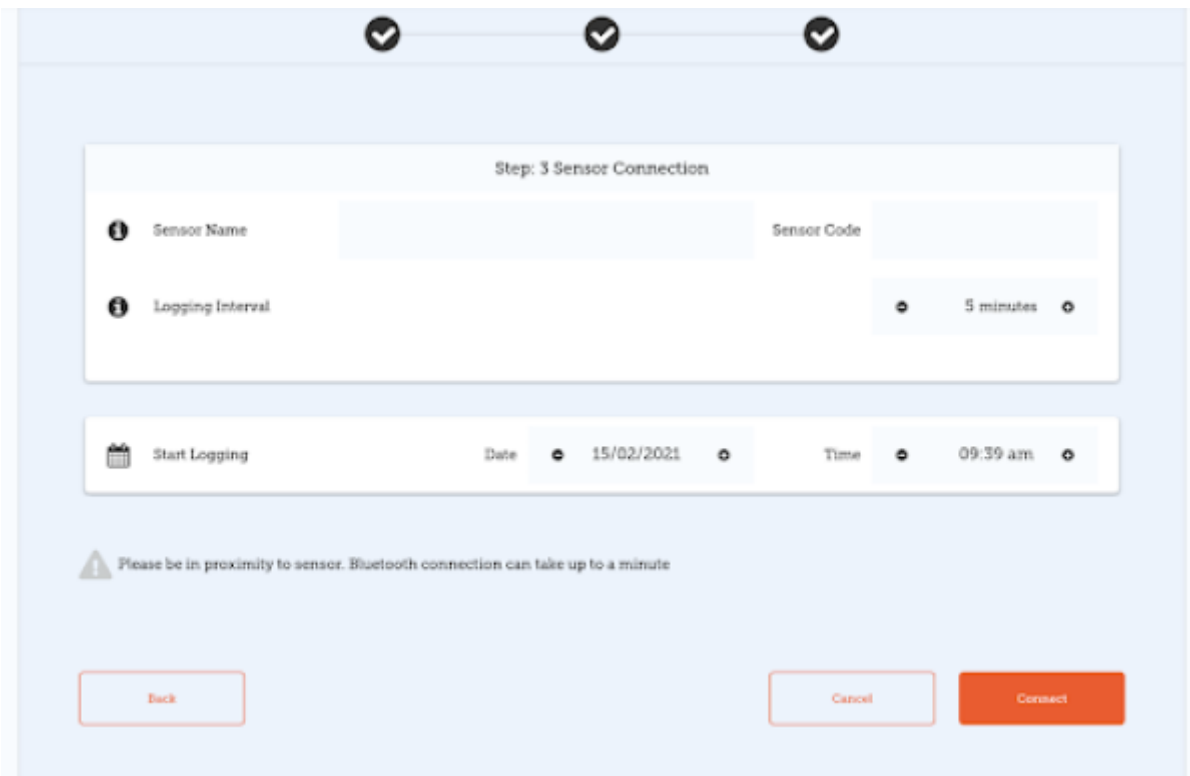 Step: 3 Sensor Connection
Sensor Name Sensor Code
Logging Interval 5 minutes
Start Logging Date 15/02/2021 Time 09:39 am
Please be in proximity to sensor. Bluetooth connection can take up to a minute
Back Cancel Connect